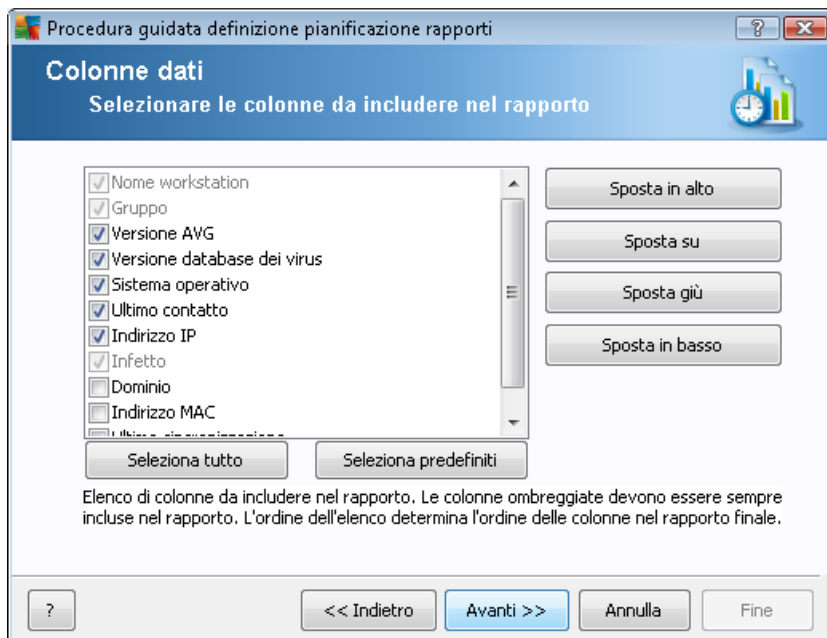 Procedura guidata definizione pianificazione rapporti
?
Colonne dati
Selezionare le colonne da includere nel rapporto
Nome workstation
Gruppo
Versione AVG
Versione database dei virus
Sistema operativo
Ultimo contatto
Indirizzo IP
Infetto
Dominio
Indirizzo MAC
Sposta in alto
Sposta su
Sposta giù
Sposta in basso
Seleziona tutto
Seleziona predefiniti
Elenco di colonne da includere nel rapporto. Le colonne ombreggiate devono essere sempre
incluse nel rapporto. L'ordine dell'elenco determina l'ordine delle colonne nel rapporto finale.
?
<< Indietro
Avanti >>
Annulla
Fine